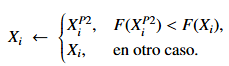 X_i ← { X_i^{P2}, F(X_i^{P2}) < F(X_i),
X_i, en otro caso.